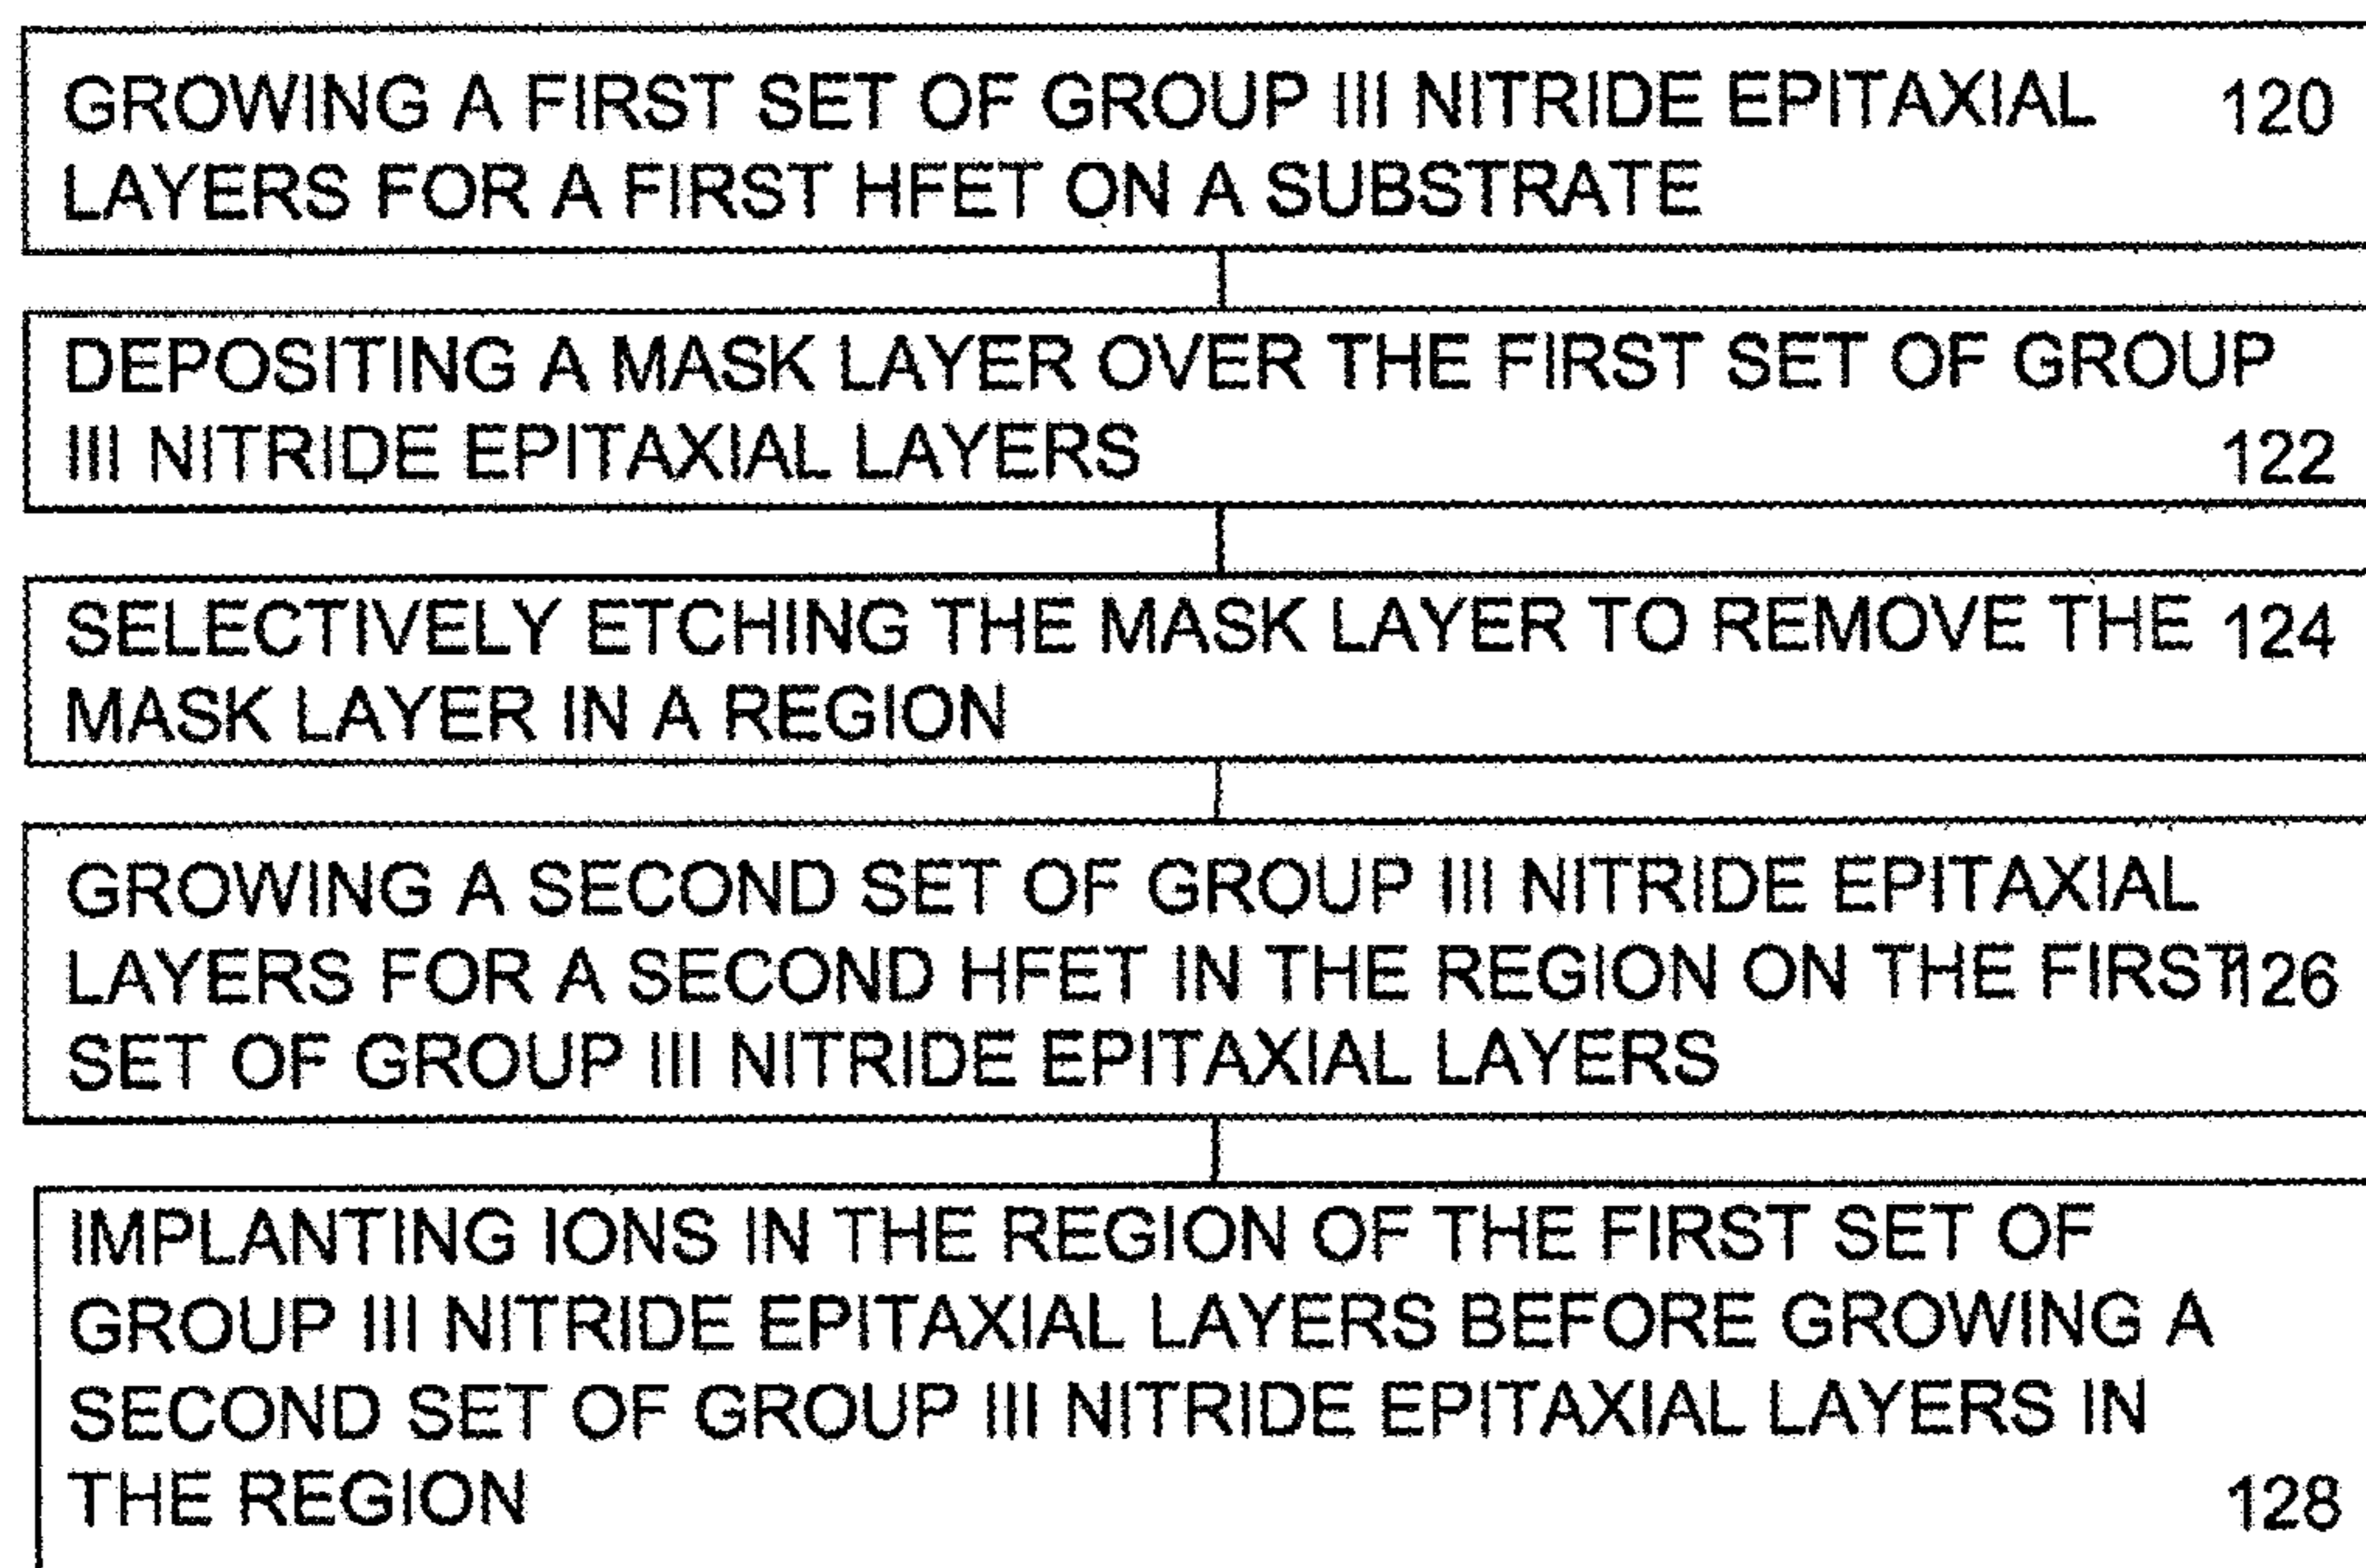 GROWING A FIRST SET OF GROUP III NITRIDE EPITAXIAL 120
LAYERS FOR A FIRST HFET ON A SUBSTRATE
DEPOSITING A MASK LAYER OVER THE FIRST SET OF GROUP
III NITRIDE EPITAXIAL LAYERS 122
SELECTIVELY ETCHING THE MASK LAYER TO REMOVE THE 124
MASK LAYER IN A REGION
GROWING A SECOND SET OF GROUP III NITRIDE EPITAXIAL
LAYERS FOR A SECOND HFET IN THE REGION ON THE FIRST 126
SET OF GROUP III NITRIDE EPITAXIAL LAYERS
IMPLANTING IONS IN THE REGION OF THE FIRST SET OF
GROUP III NITRIDE EPITAXIAL LAYERS BEFORE GROWING A
SECOND SET OF GROUP III NITRIDE EPITAXIAL LAYERS IN
THE REGION 128